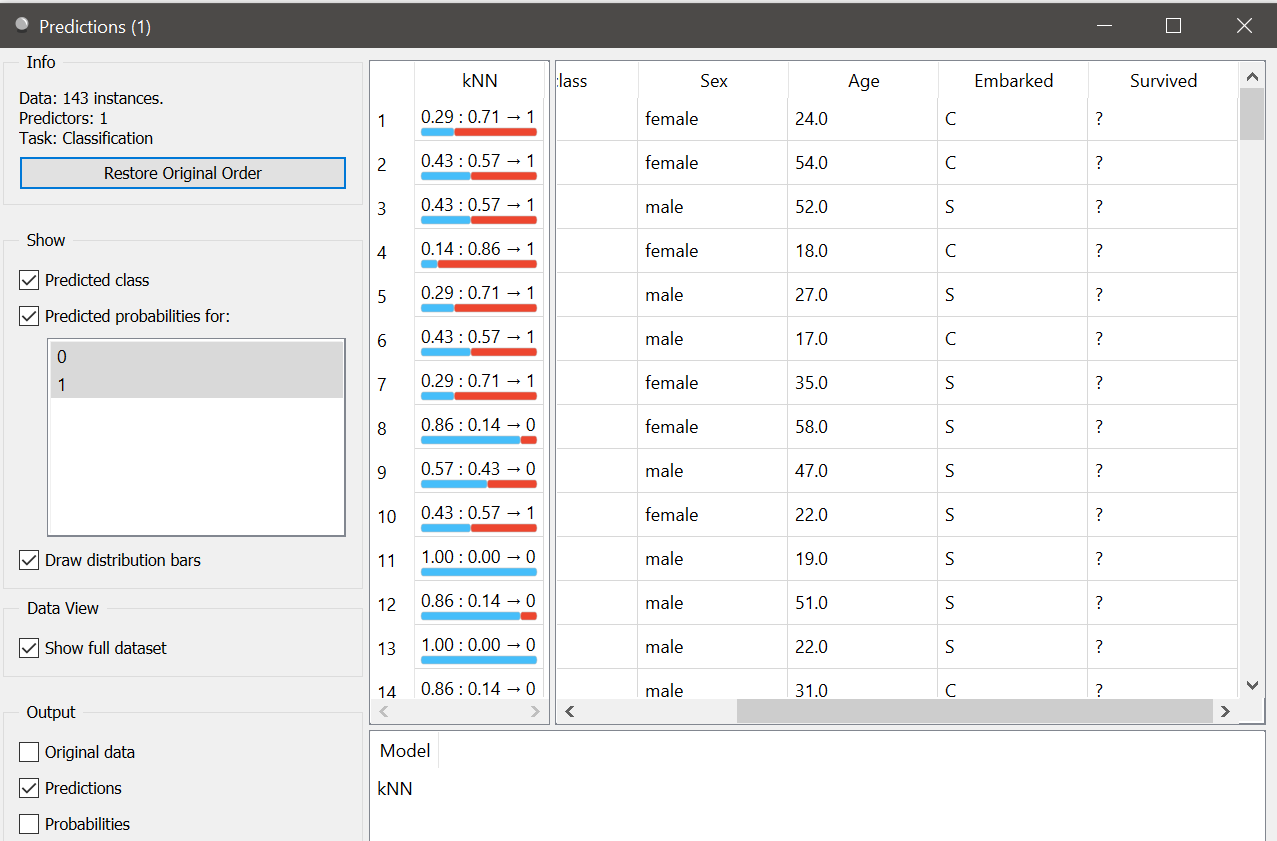 Predictions (1)
Info
Data: 143 instances.
Predictors: 1
Task: Classification
Restore Original Order
Show
Predicted class
Predicted probabilities for:
0
1
Draw distribution bars
Data View
Show full dataset
Output
Original data
Predictions
Probabilities
kNN lass Sex Age Embarked Survived
1 0.29 : 0.71 → 1 female 24.0 C ?
2 0.43 : 0.57 → 1 female 54.0 C ?
3 0.43 : 0.57 → 1 male 52.0 S ?
4 0.14 : 0.86 → 1 female 18.0 C ?
5 0.29 : 0.71 → 1 male 27.0 S ?
6 0.43 : 0.57 → 1 male 17.0 C ?
7 0.29 : 0.71 → 1 female 35.0 S ?
8 0.86 : 0.14 → 0 female 58.0 S ?
9 0.57 : 0.43 → 0 male 47.0 S ?
10 0.43 : 0.57 → 1 female 22.0 S ?
11 1.00 : 0.00 → 0 male 19.0 S ?
12 0.86 : 0.14 → 0 male 51.0 S ?
13 1.00 : 0.00 → 0 male 22.0 S ?
14 0.86 : 0.14 → 0 male 31.0 C ?
Model
kNN